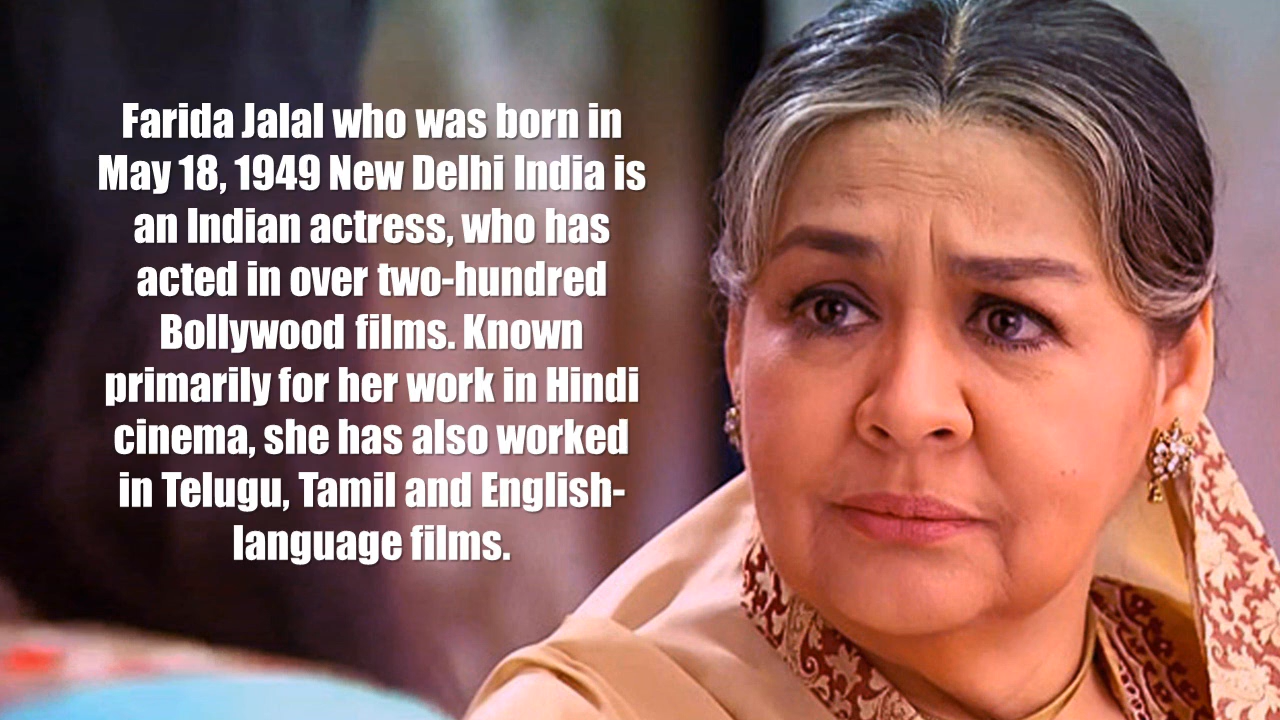 Farida Jalal who was born in
May 18, 1949 New Delhi India is
an Indian actress, who has
acted in over two-hundred
Bollywood films. Known
primarily for her work in Hindi
cinema, she has also worked
in Telugu, Tamil and English-
language films.